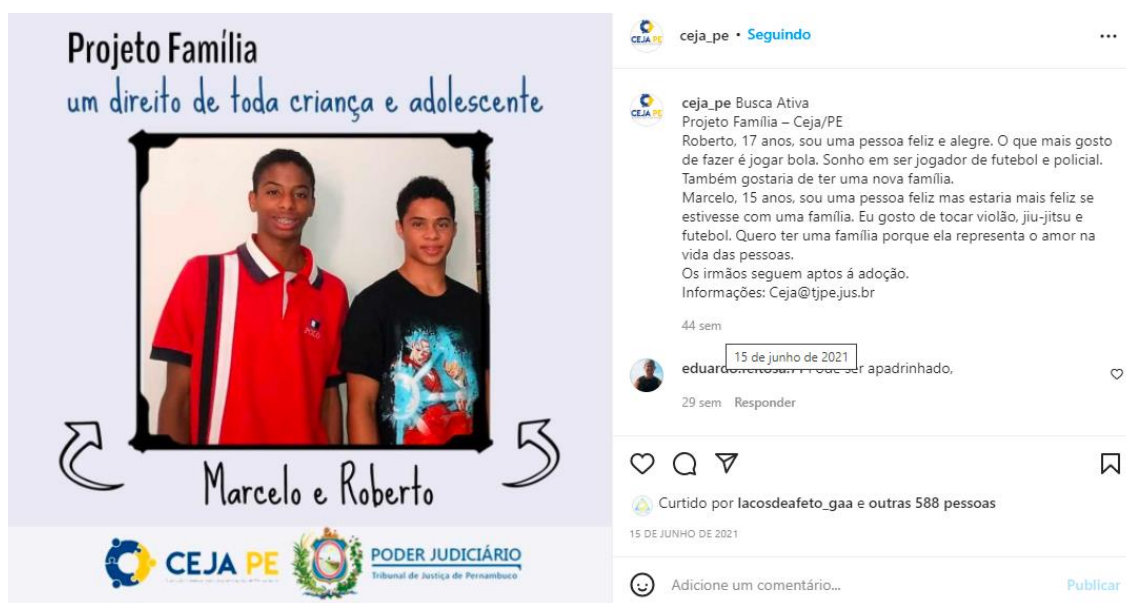 Projeto Família
um direito de toda criança e adolescente
Marcelo e Roberto
CEJA PE
PODER JUDICIÁRIO
Tribunal de Justiça de Pernambuco
POLO
CEJA PE
ceja_pe • Seguindo
CEJA PE
ceja_pe Busca Ativa
Projeto Família – Ceja/PE
Roberto, 17 anos, sou uma pessoa feliz e alegre. O que mais gosto
de fazer é jogar bola. Sonho em ser jogador de futebol e policial.
Também gostaria de ter uma nova família.
Marcelo, 15 anos, sou uma pessoa feliz mas estaria mais feliz se
estivesse com uma família. Eu gosto de tocar violão, jiu-jitsu e
futebol. Quero ter uma família porque ela representa o amor na
vida das pessoas.
Os irmãos seguem aptos á adoção.
Informações: Ceja@tjpe.jus.br
44 sem
15 de junho de 2021
ser apadrinhado,
29 sem Responder
Curtido por lacosdeafeto_gaa e outras 588 pessoas
15 DE JUNHO DE 2021
Adicione um comentário... Publicar